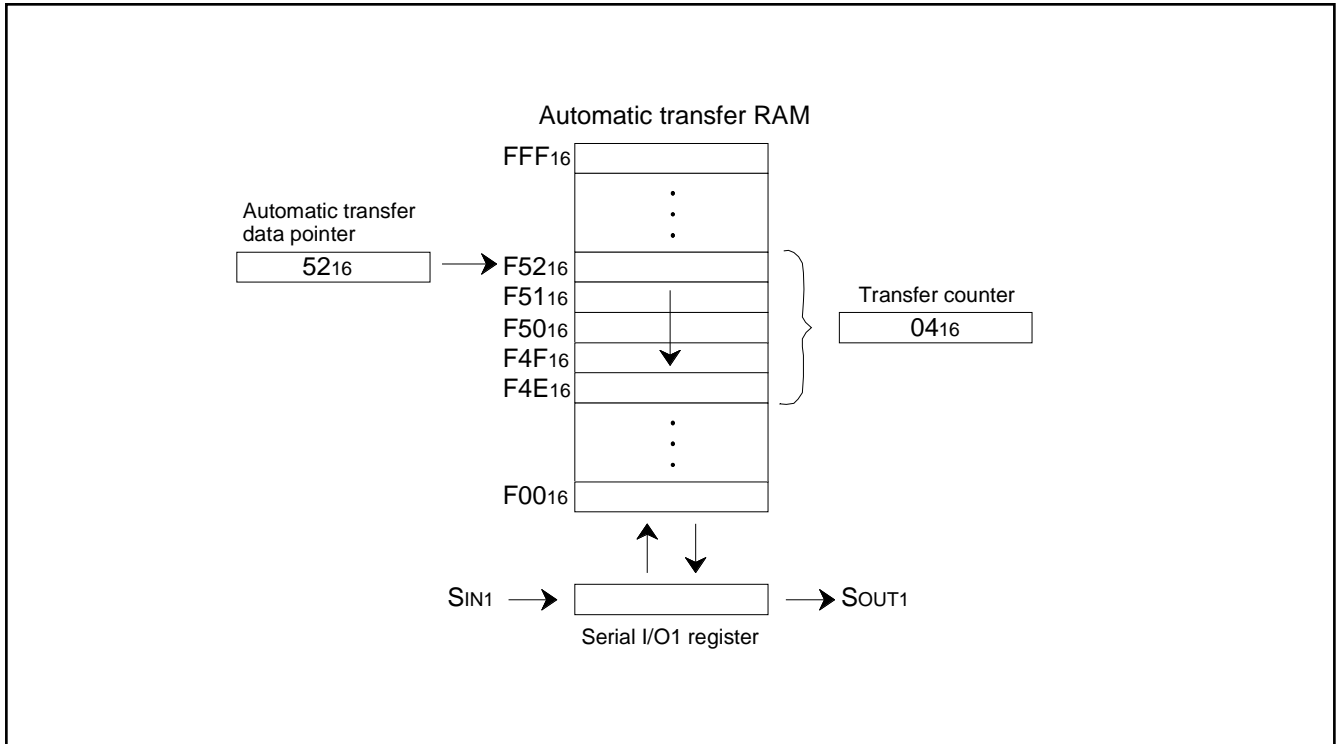 Automatic transfer RAM
FFF16
Automatic transfer
data pointer
5216
F5216
F5116
F5016
F4F16
F4E16
Transfer counter
0416
F0016
SIN1
SOUT1
Serial I/O1 register